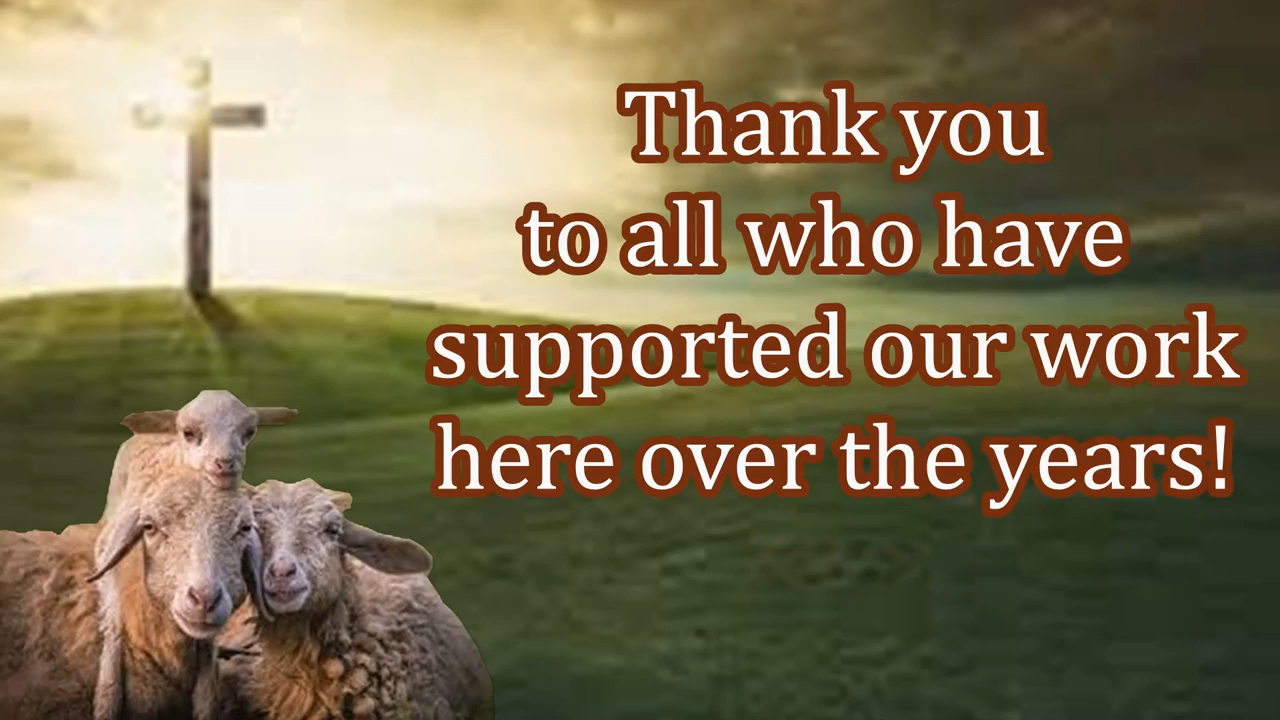 Thank you
to all who have
supported our work
here over the years!